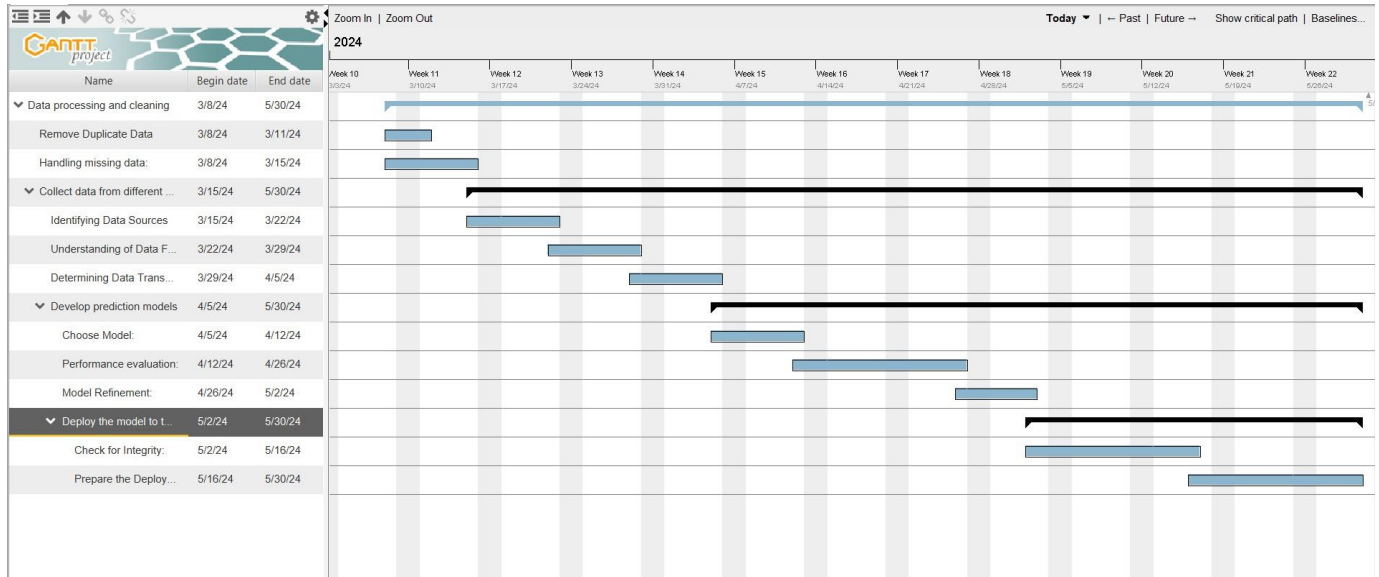 Zoom In | Zoom Out Today | ← Past | Future → Show critical path | Baselines...
GANTT project
2024
Name Begin date End date
Week 10 Week 11 Week 12 Week 13 Week 14 Week 15 Week 16 Week 17 Week 18 Week 19 Week 20 Week 21 Week 22
3/3/24 3/10/24 3/17/24 3/24/24 3/31/24 4/7/24 4/14/24 4/21/24 4/28/24 5/5/24 5/12/24 5/19/24 5/26/24
Data processing and cleaning 3/8/24 5/30/24
Remove Duplicate Data 3/8/24 3/11/24
Handling missing data: 3/8/24 3/15/24
Collect data from different ... 3/15/24 5/30/24
Identifying Data Sources 3/15/24 3/22/24
Understanding of Data F... 3/22/24 3/29/24
Determining Data Trans... 3/29/24 4/5/24
Develop prediction models 4/5/24 5/30/24
Choose Model: 4/5/24 4/12/24
Performance evaluation: 4/12/24 4/26/24
Model Refinement: 4/26/24 5/2/24
Deploy the model to t... 5/2/24 5/30/24
Check for Integrity: 5/2/24 5/16/24
Prepare the Deploy... 5/16/24 5/30/24